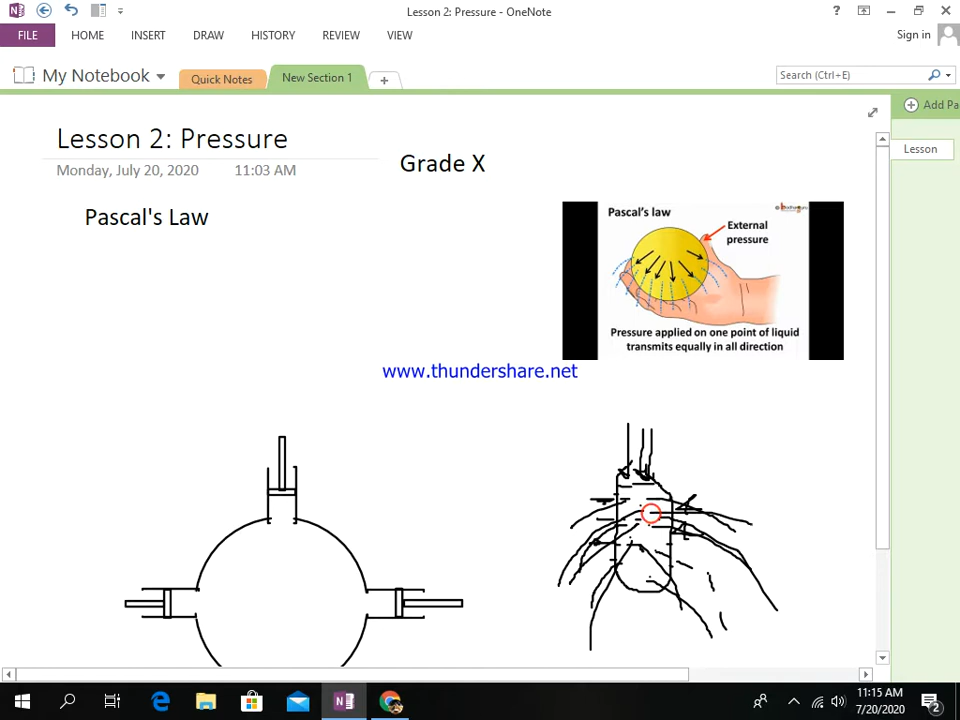 Lesson 2: Pressure - OneNote
?
Sign in
FILE HOME INSERT DRAW HISTORY REVIEW VIEW
My Notebook
Quick Notes
New Section 1
Search (Ctrl+E)
Add Pa
Lesson
Lesson 2: Pressure
Monday, July 20, 2020 11:03 AM
Grade X
Pascal's Law
Pascal's law
External
pressure
Pressure applied on one point of liquid
transmits equally in all direction
www.thundershare.net
11:15 AM
7/20/2020
2